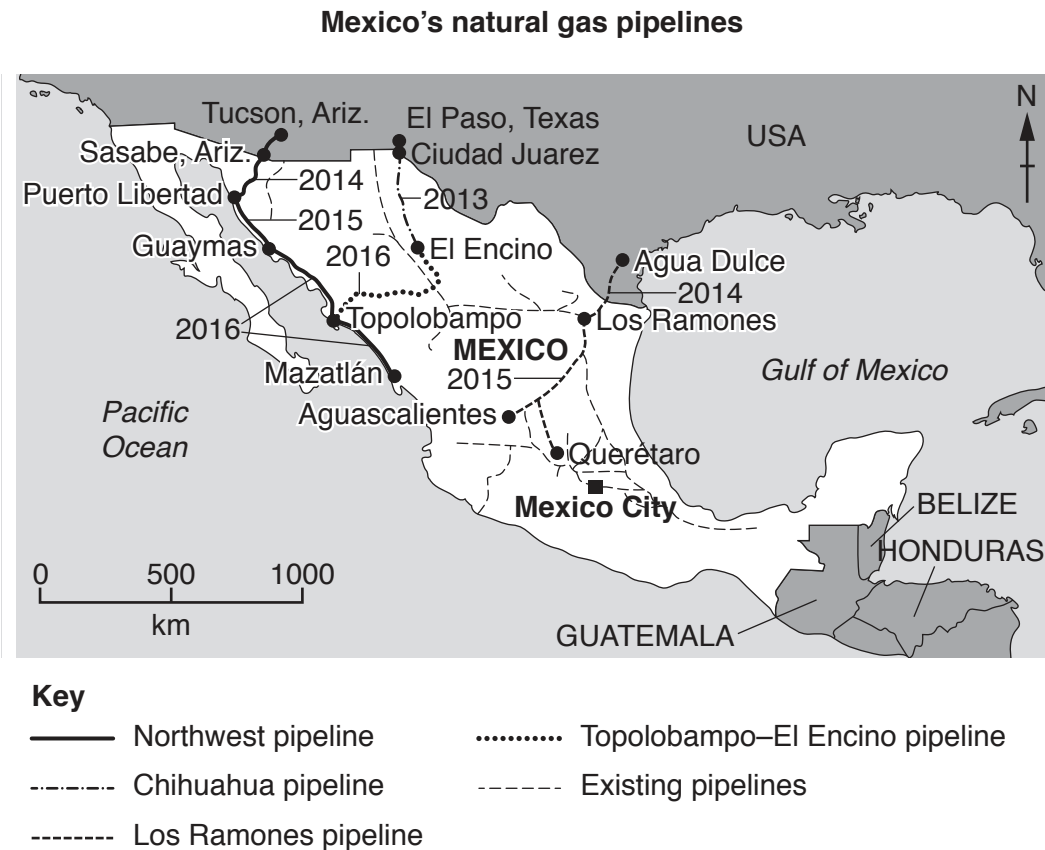 Mexico's natural gas pipelines
N
Tucson, Ariz.
El Paso, Texas
USA
Sasabe, Ariz.
Ciudad Juarez
2014
Puerto Libertad
2013
2015
Guaymas
2016
El Encino
Agua Dulce
2014
2016
Topolobampo
Los Ramones
MEXICO
Mazatlán
2015
Gulf of Mexico
Aguascalientes
Pacific
Ocean
Querétaro
Mexico City
BELIZE
HONDURAS
0 500 1000
km
GUATEMALA
Key
Northwest pipeline
Topolobampo–El Encino pipeline
Chihuahua pipeline
Existing pipelines
Los Ramones pipeline